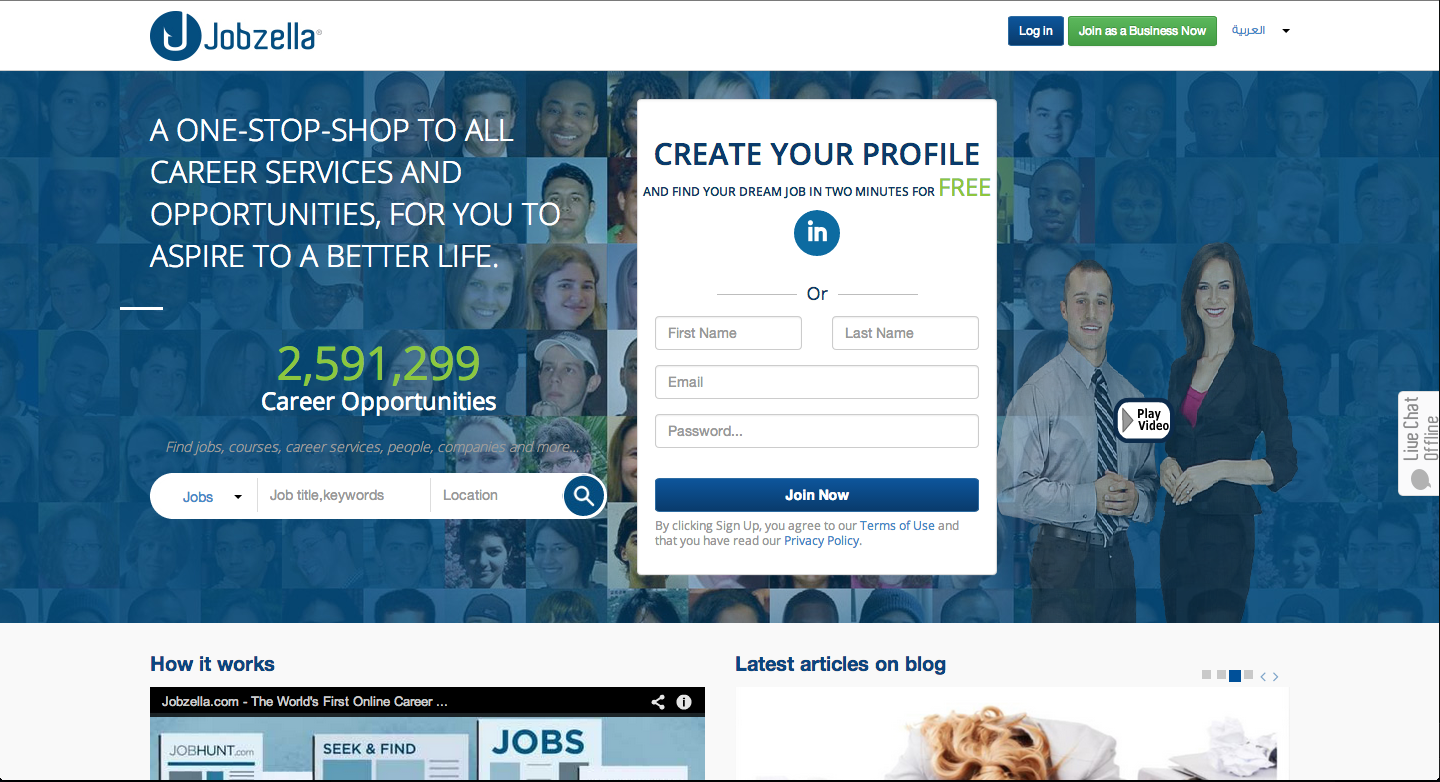 Jobzella®
Log in
Join as a Business Now
العربية
A ONE-STOP-SHOP TO ALL
CAREER SERVICES AND
OPPORTUNITIES, FOR YOU TO
ASPIRE TO A BETTER LIFE.
2,591,299
Career Opportunities
Find jobs, courses, career services, people, companies and more...
Jobs
Job title,keywords
Location
CREATE YOUR PROFILE
AND FIND YOUR DREAM JOB IN TWO MINUTES FOR FREE
in
Or
First Name
Last Name
Email
Password...
Join Now
By clicking Sign Up, you agree to our Terms of Use and
that you have read our Privacy Policy.
Play
Video
Live Chat
Offline
How it works
Jobzella.com - The World's First Online Career ...
JOBHUNT.com
SEEK & FIND
JOBS
Latest articles on blog